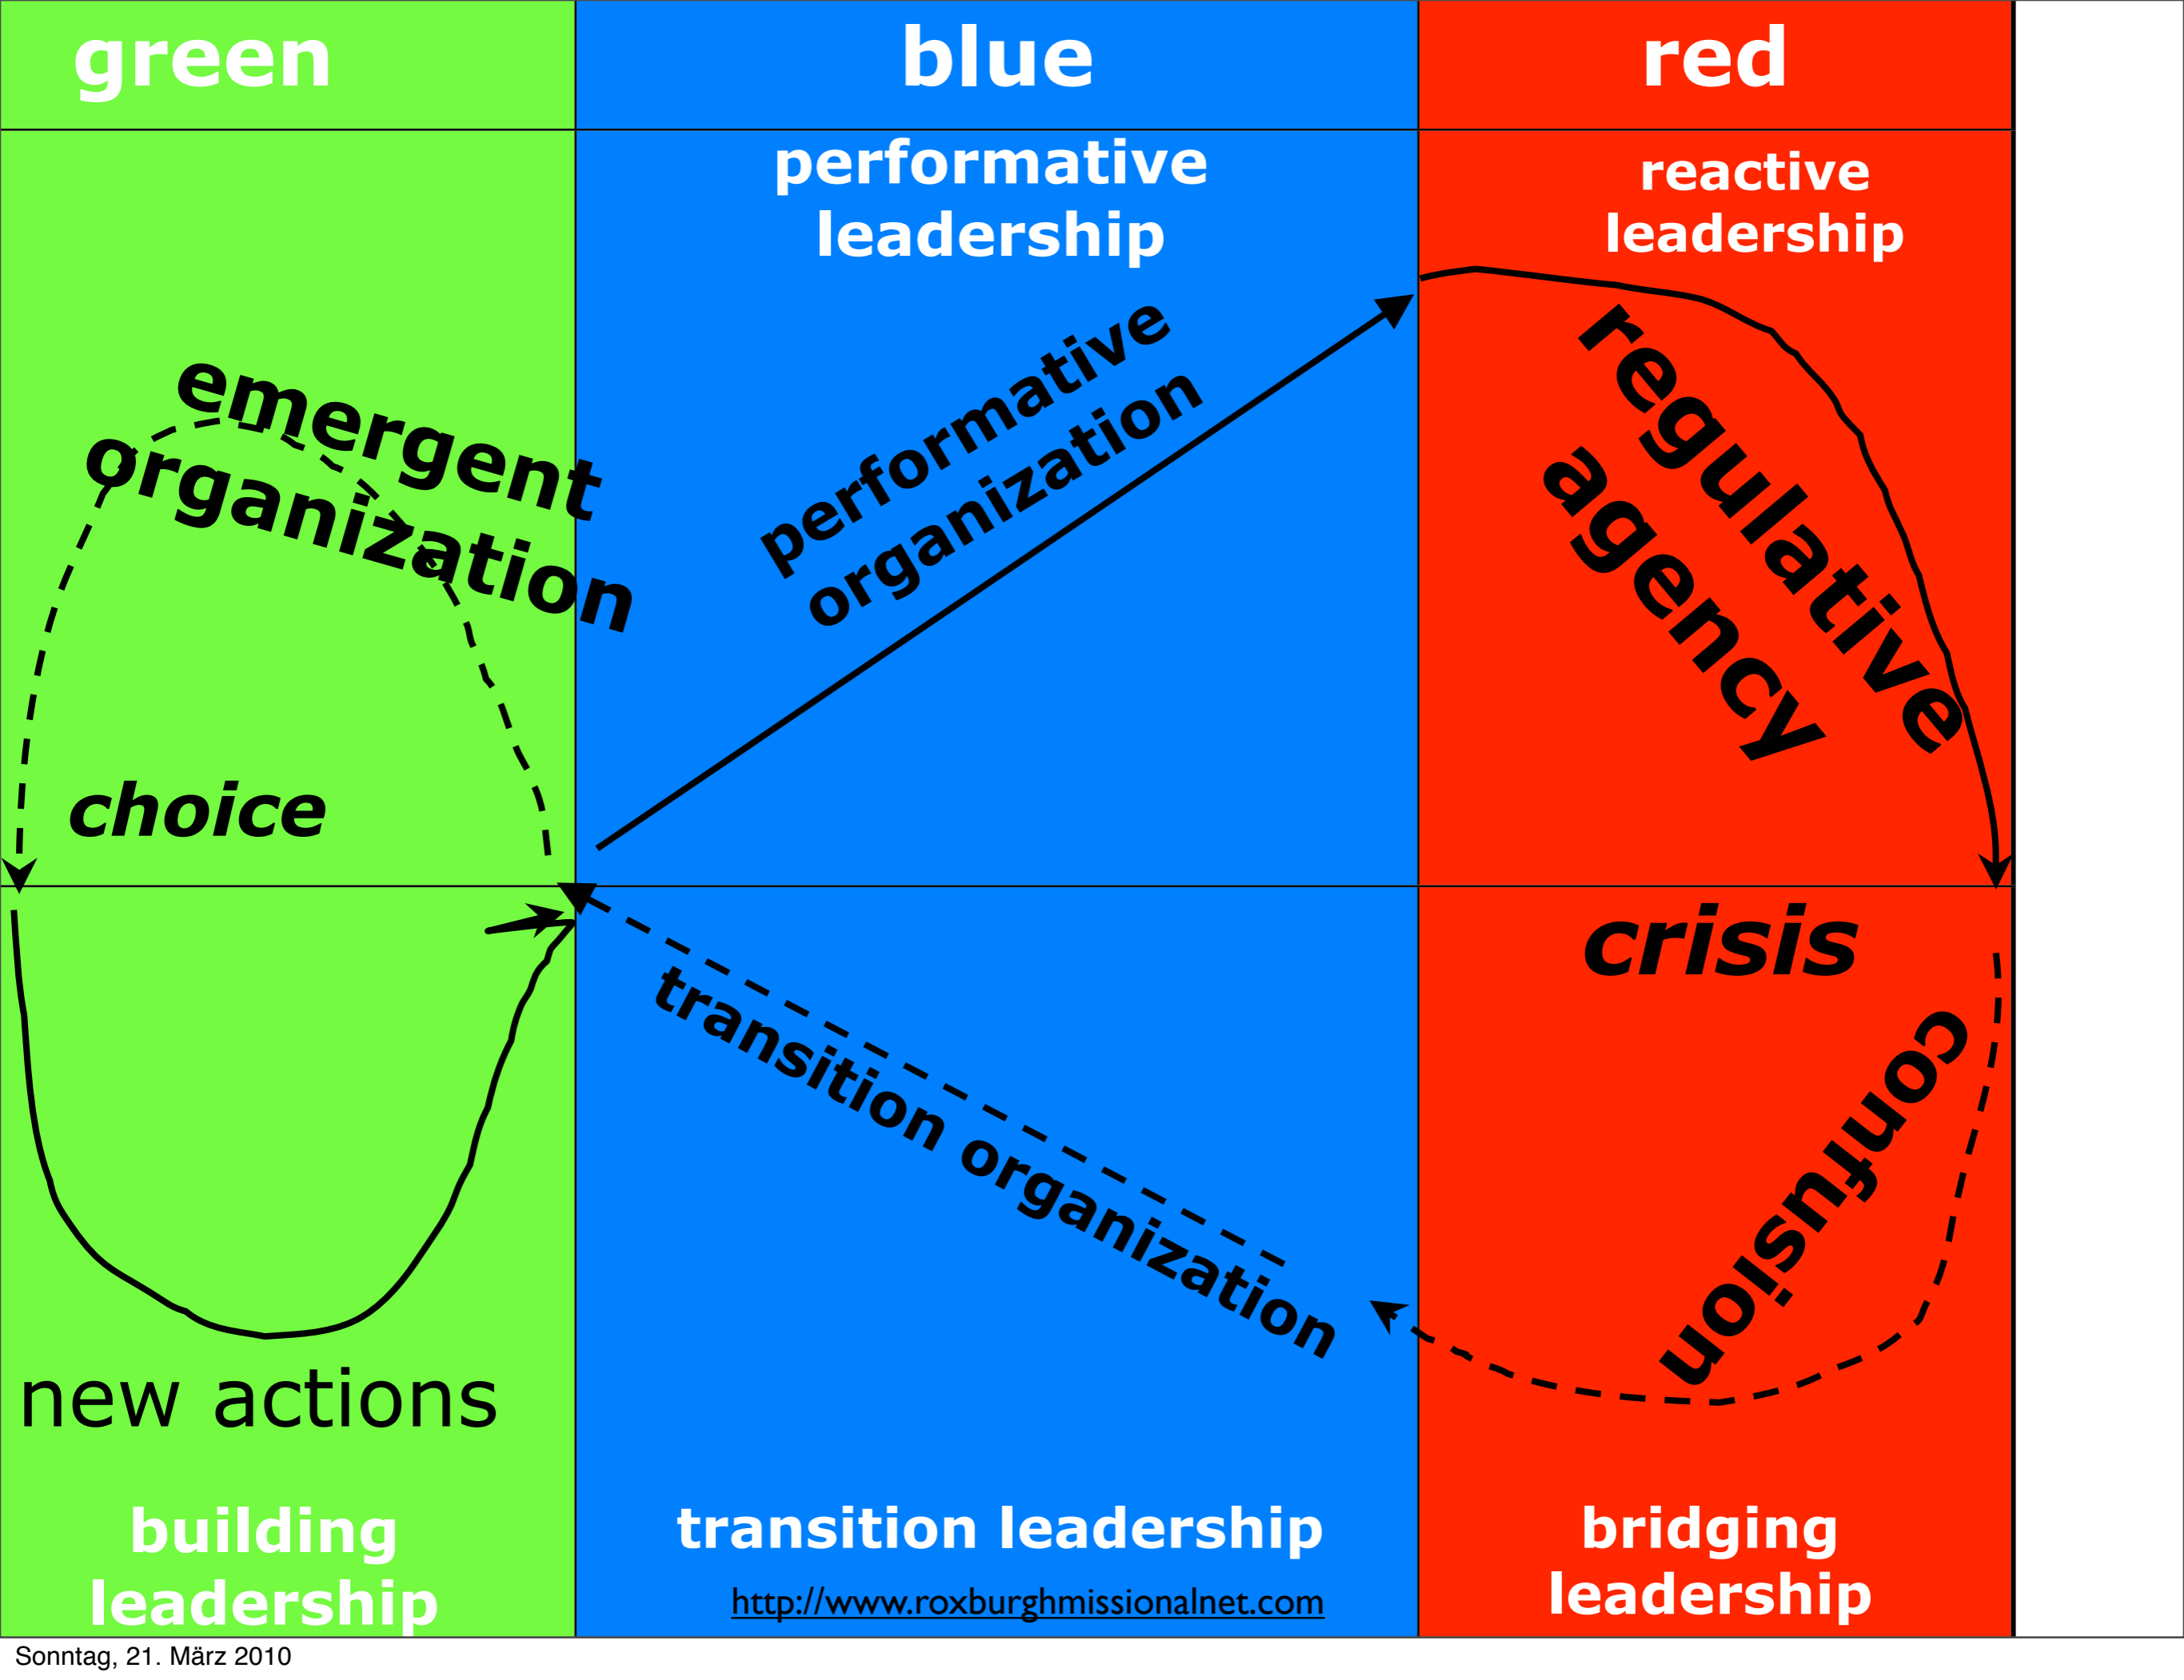 green
blue
red
performative
leadership
reactive
leadership
emergent
organization
performative
organization
regulative
agency
choice
crisis
transition organization
confusion
new actions
building
leadership
transition leadership
bridging
leadership
http://www.roxburghmissionalnet.com
Sonntag, 21. März 2010